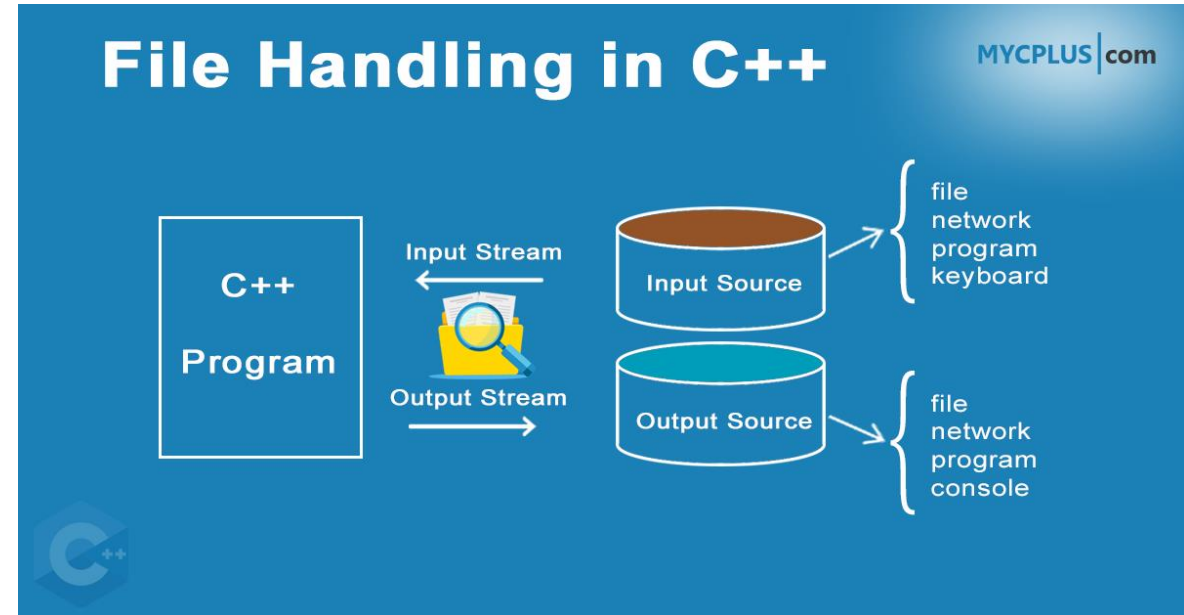 File Handling in C++
MYCPLUS com
C++
Program
Input Stream
Output Stream
Input Source
Output Source
file
network
program
keyboard
file
network
program
console
C++